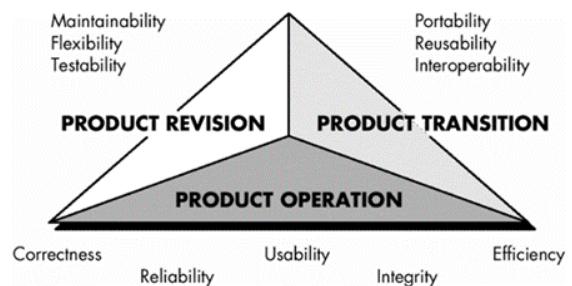 Maintainability
Flexibility
Testability
Portability
Reusability
Interoperability
PRODUCT REVISION
PRODUCT TRANSITION
PRODUCT OPERATION
Correctness
Usability
Efficiency
Reliability
Integrity